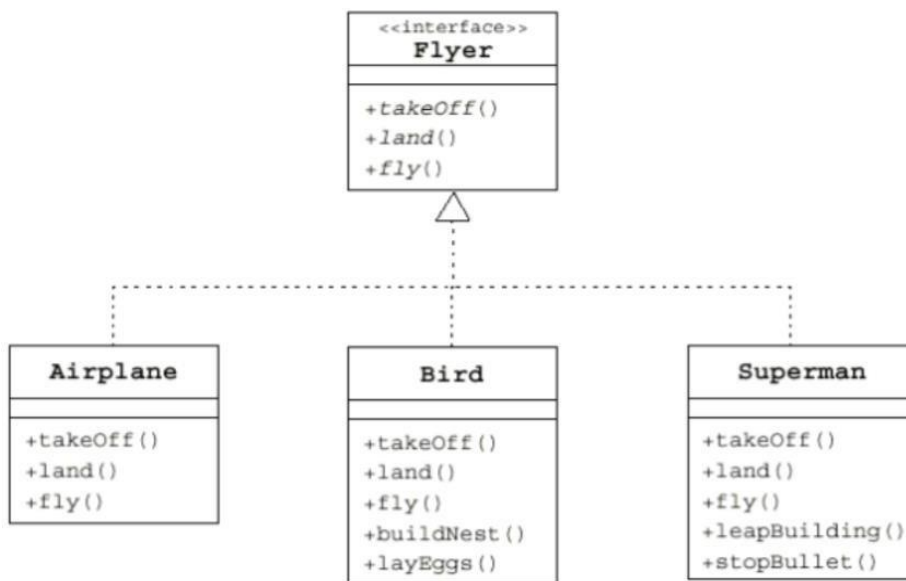 <<interface>>
Flyer
+takeOff()
+land()
+fly()
Airplane
+takeOff()
+land()
+fly()
Bird
+takeOff()
+land()
+fly()
+buildNest()
+layEggs()
Superman
+takeOff()
+land()
+fly()
+leapBuilding()
+stopBullet()